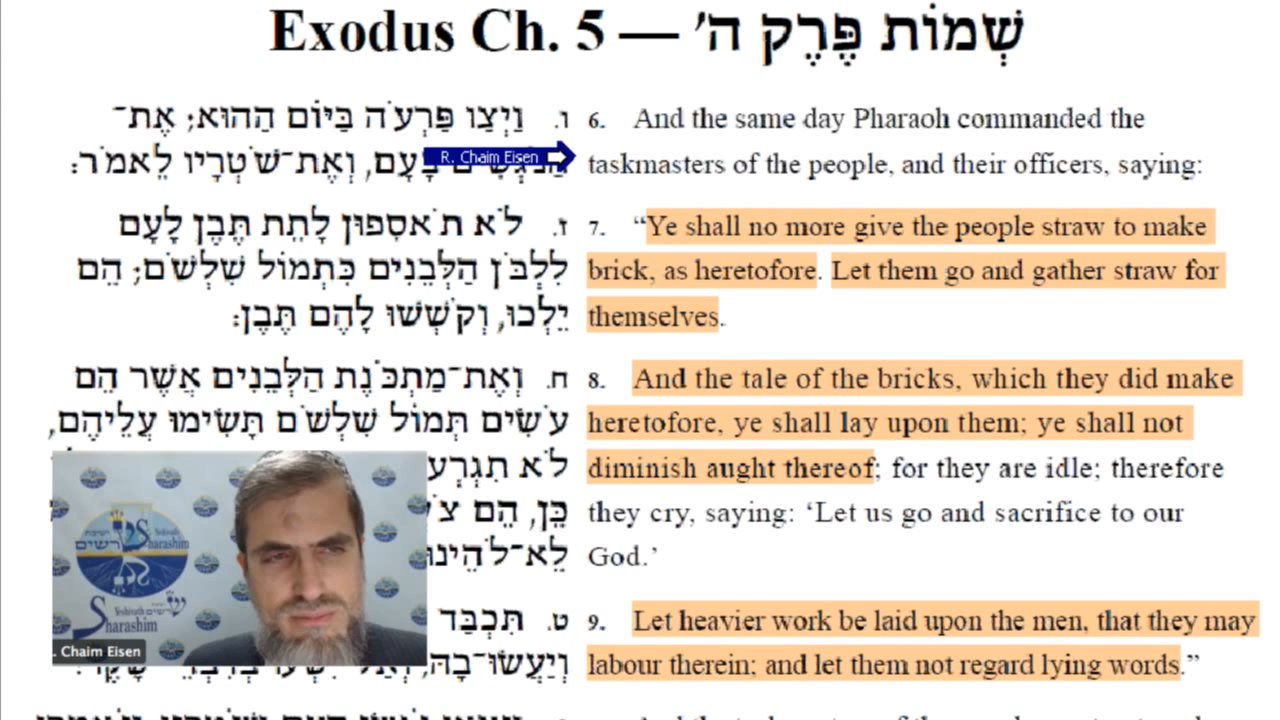 Exodus Ch. 5 — שְׁמוֹת פֶּרֶק ה׳
ו. וַיְצַו פַּרְעֹה בַּיּוֹם הַהוּא; אֶת־
בָעָם, וְאֶת־שֹׁטְרָיו לֵאמֹר:
R. Chaim Eisen
ז. לֹא תֹאסִפוּן לָתֵת תֶּבֶן לָעָם
לִלְבֹּן הַלְּבֵנִים כִּתְמוֹל שִׁלְשֹׁם; הֵם
יֵלְכוּ, וְקֹשְׁשׁוּ לָהֶם תֶּבֶן:
ח. וְאֶת־מַתְכֹּנֶת הַלְּבֵנִים אֲשֶׁר הֵם
עֹשִׂים תְּמוֹל שִׁלְשֹׁם תָּשִׂימוּ עֲלֵיהֶם,
לֹא תִגְרְע
כֵּן, הֵם צֹ
לֵא־לֹהֵינוּ
ט. תִּכְבַּד
וְיַעֲשׂוּ־בָהּ,
6. And the same day Pharaoh commanded the
taskmasters of the people, and their officers, saying:
7. “Ye shall no more give the people straw to make
brick, as heretofore. Let them go and gather straw for
themselves.
8. And the tale of the bricks, which they did make
heretofore, ye shall lay upon them; ye shall not
diminish aught thereof; for they are idle; therefore
they cry, saying: ‘Let us go and sacrifice to our
God.’
9. Let heavier work be laid upon the men, that they may
labour therein; and let them not regard lying words.”
ישיבת
שרשים
Yeshivath
Sharashim
Yeshivath
Sharashim
. Chaim Eisen